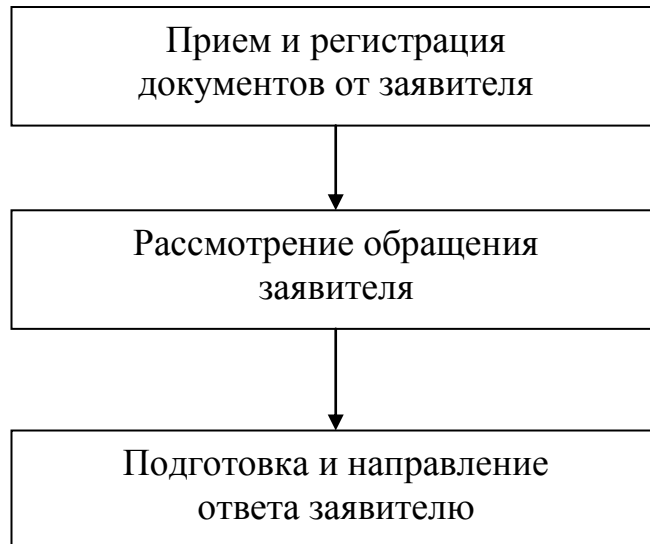 Прием и регистрация
документов от заявителя
Рассмотрение обращения
заявителя
Подготовка и направление
ответа заявителю